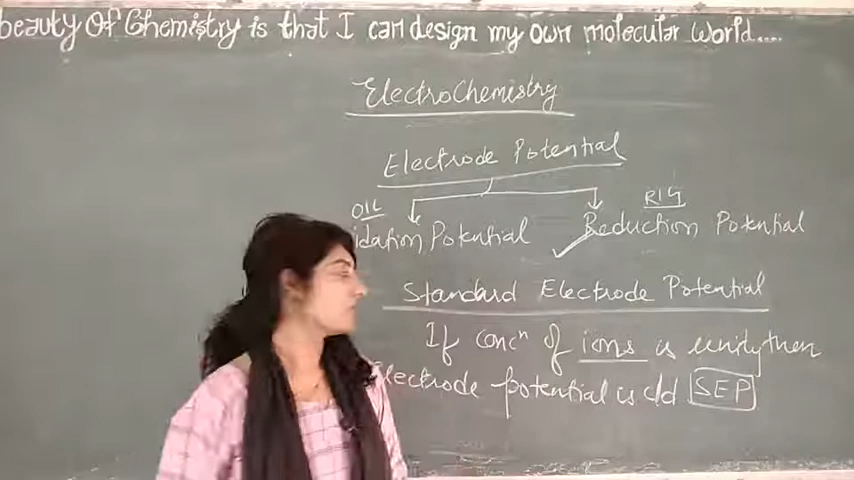 beauty Of Chemistry is that I can design my own molecular world....
ElectroChemistry
Electrode Potential
OIL
RIG
idation Potential
Reduction Potential
Standard Electrode Potential
If concn of ions is unity then
Electrode potential is c/d SEP